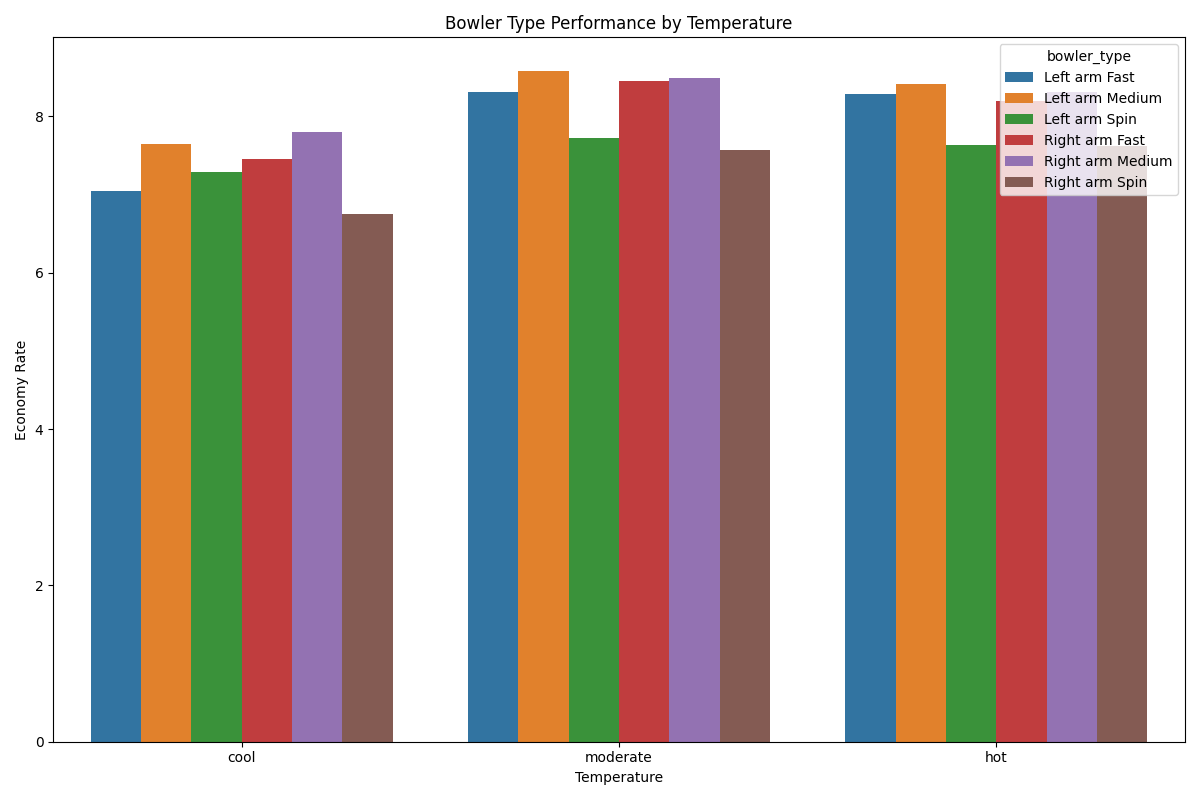 Bowler Type Performance by Temperature
bowler_type
Left arm Fast
Left arm Medium
Left arm Spin
Right arm Fast
Right arm Medium
Right arm Spin
8
6
4
2
0
Economy Rate
cool
moderate
hot
Temperature